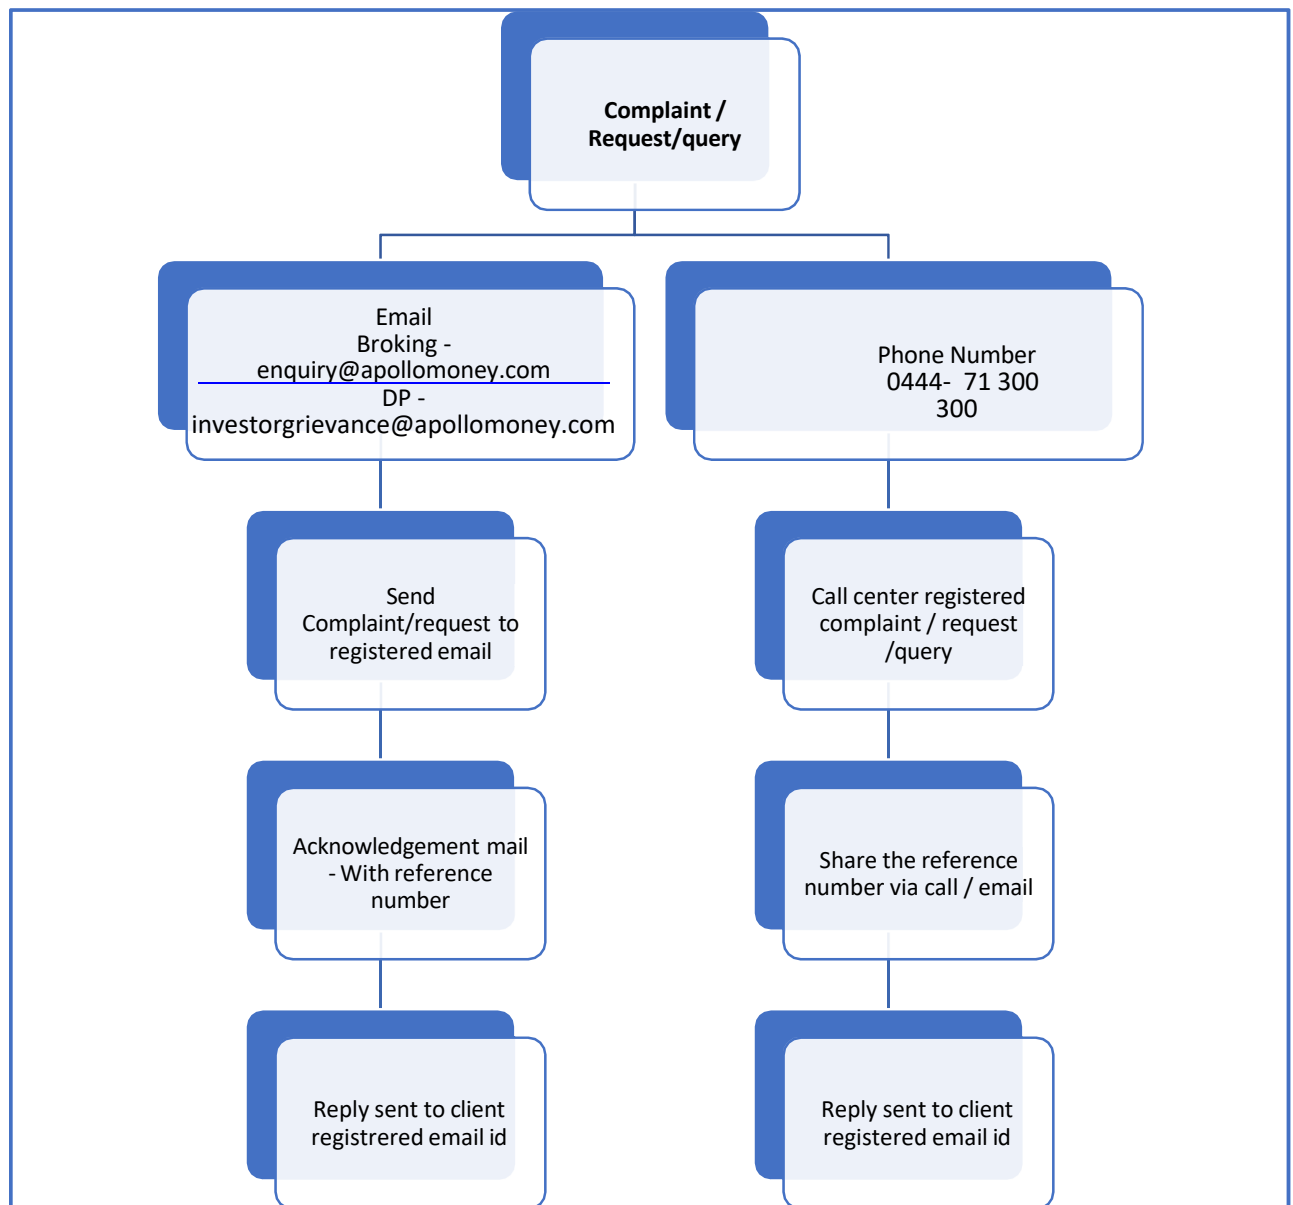 Complaint /
Request/query
Email
Broking -
enquiry@apollomoney.com
DP -
investorgrievance@apollomoney.com
Phone Number
0444- 71 300
300
Send
Complaint/request to
registered email
Call center registered
complaint / request
/query
Acknowledgement mail
- With reference
number
Share the reference
number via call / email
Reply sent to client
registrered email id
Reply sent to client
registered email id